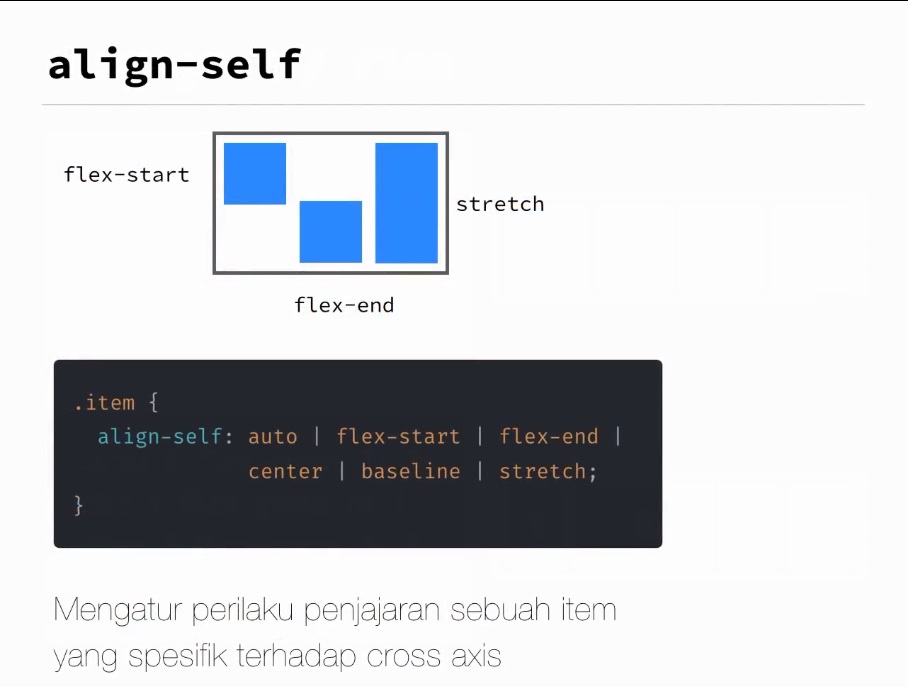 align-self
flex-start
stretch
flex-end
.item {
align-self: auto | flex-start | flex-end |
center | baseline | stretch;
}
Mengatur perilaku penjajaran sebuah item
yang spesifik terhadap cross axis